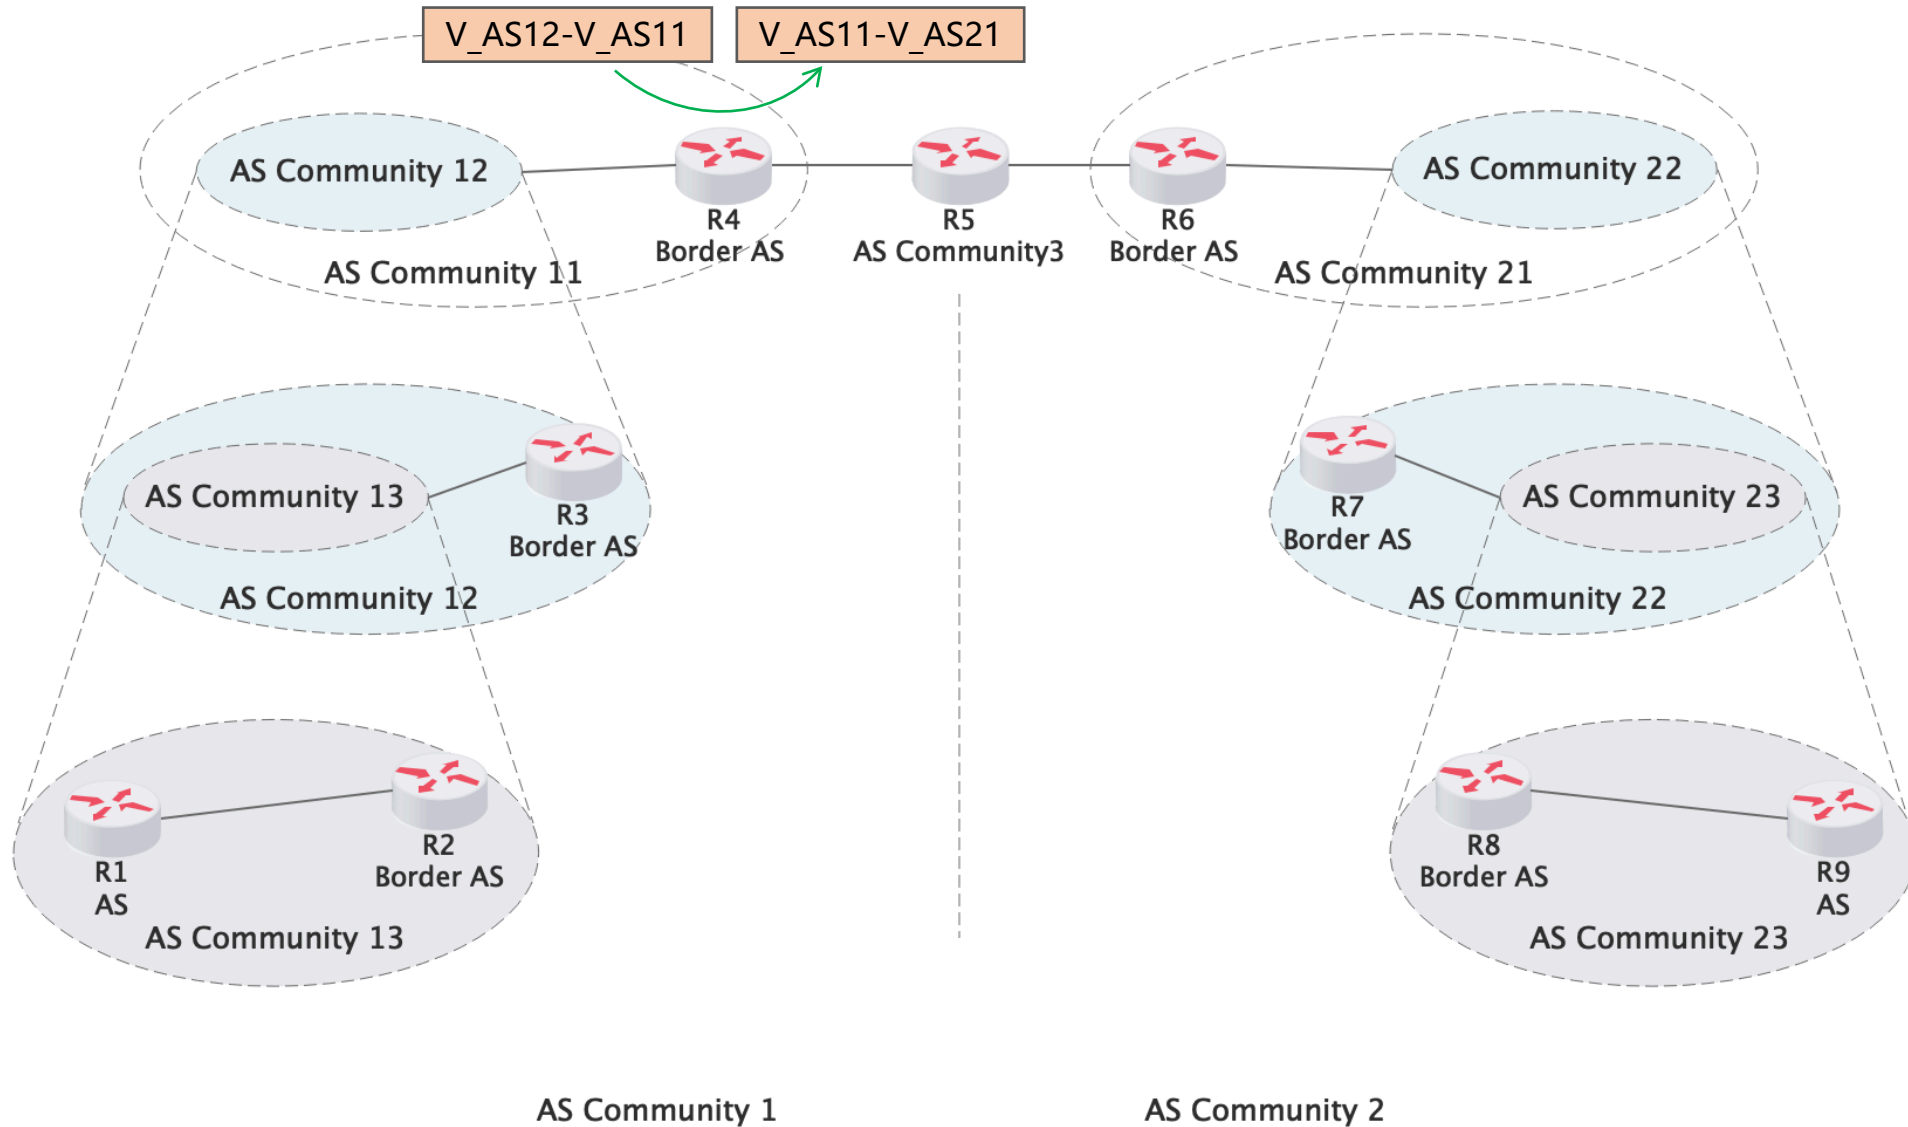 V_AS12-V_AS11
V_AS11-V_AS21
AS Community 12
R4
Border AS
AS Community 11
R5
AS Community3
R6
Border AS
AS Community 22
AS Community 21
AS Community 13
R3
Border AS
AS Community 12
R7
Border AS
AS Community 23
AS Community 22
R1
AS
R2
Border AS
AS Community 13
R8
Border AS
R9
AS
AS Community 23
AS Community 1
AS Community 2